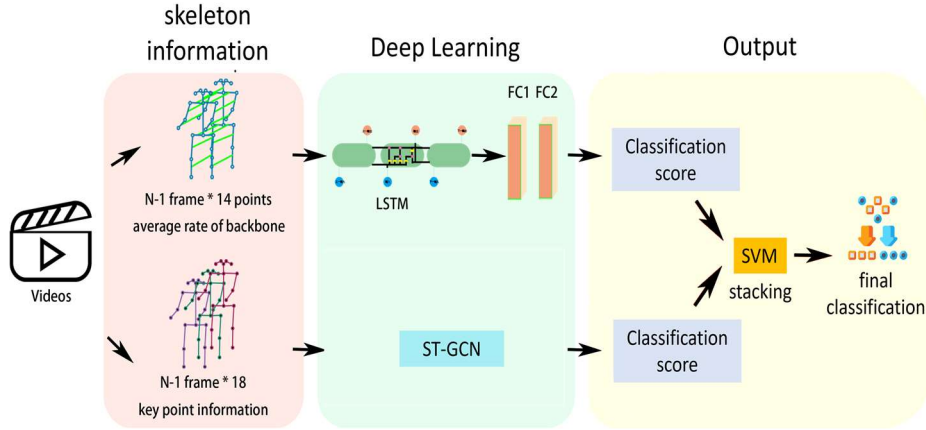 skeleton
information
Deep Learning
Output
FC1 FC2
N-1 frame * 14 points
average rate of backbone
LSTM
Classification
score
Videos
SVM
stacking
final
classification
ST-GCN
Classification
score
N-1 frame * 18
key point information